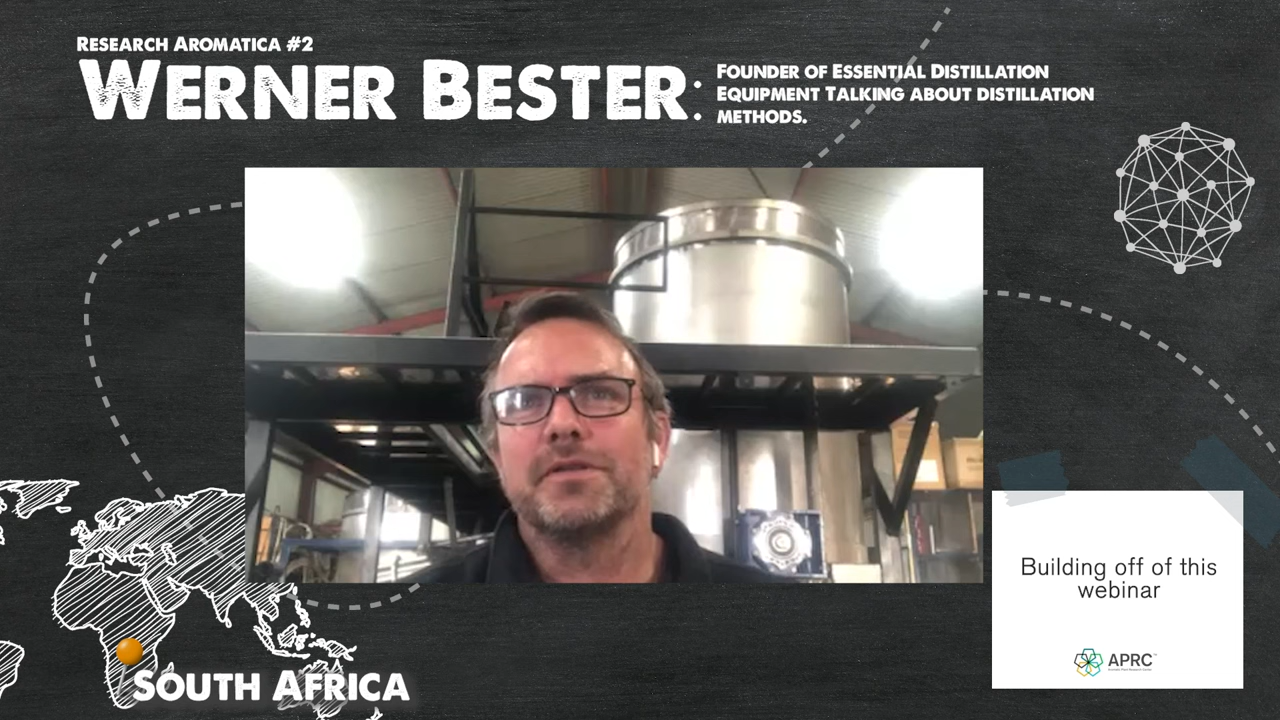 RESEARCH AROMATICA #2
WERNER BESTER:
FOUNDER OF ESSENTIAL DISTILLATION
EQUIPMENT TALKING ABOUT DISTILLATION
METHODS.
SOUTH AFRICA
Building off of this
webinar
APRC